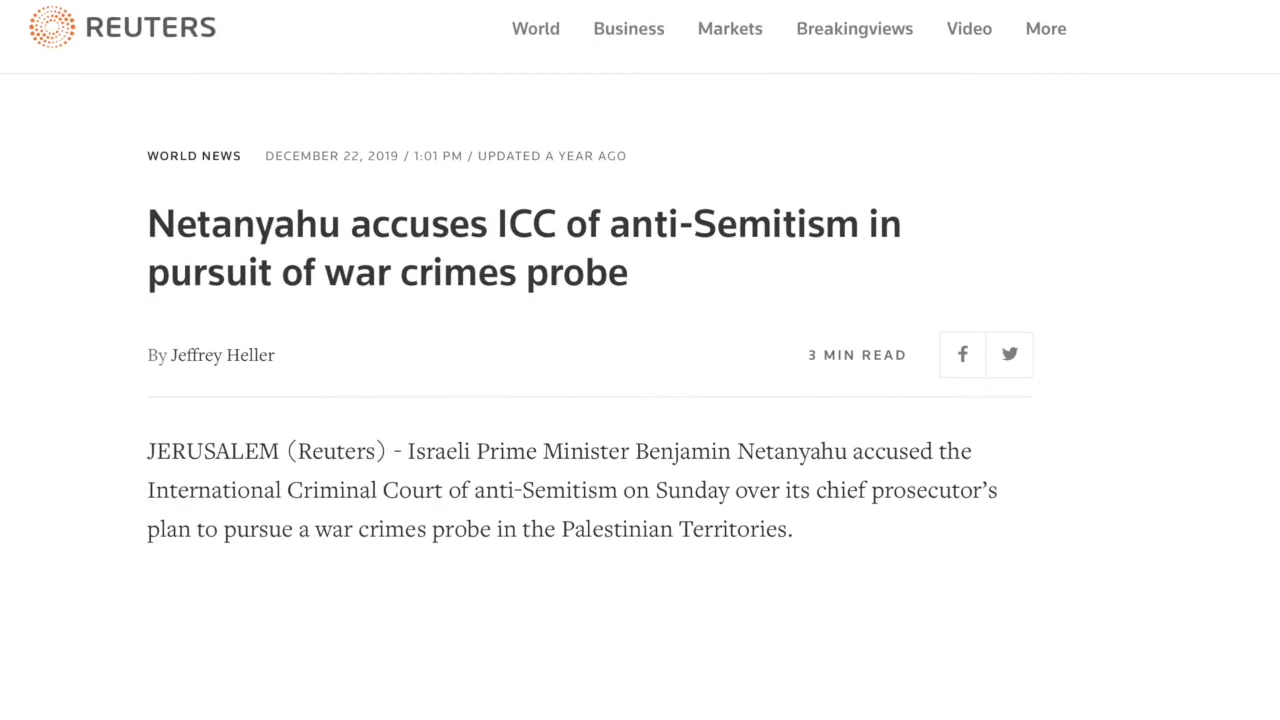 REUTERS
World Business Markets Breakingviews Video More
WORLD NEWS DECEMBER 22, 2019 / 1:01 PM / UPDATED A YEAR AGO
Netanyahu accuses ICC of anti-Semitism in
pursuit of war crimes probe
By Jeffrey Heller 3 MIN READ
JERUSALEM (Reuters) - Israeli Prime Minister Benjamin Netanyahu accused the
International Criminal Court of anti-Semitism on Sunday over its chief prosecutor’s
plan to pursue a war crimes probe in the Palestinian Territories.